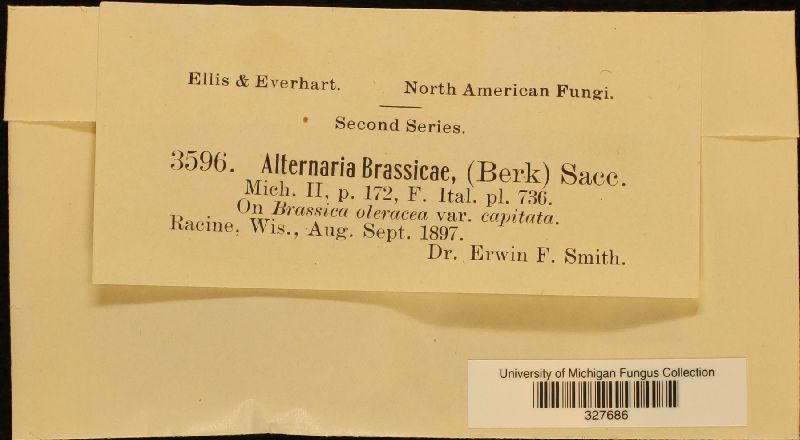 Ellis & Everhart. North American Fungi.
Second Series.
3596. Alternaria Brassicae, (Berk) Sacc.
Mich. II, p. 172, F. Ital. pl. 736.
On Brassica oleracea var. capitata.
Racine, Wis., Aug. Sept. 1897.
Dr. Erwin F. Smith.
University of Michigan Fungus Collection
327686